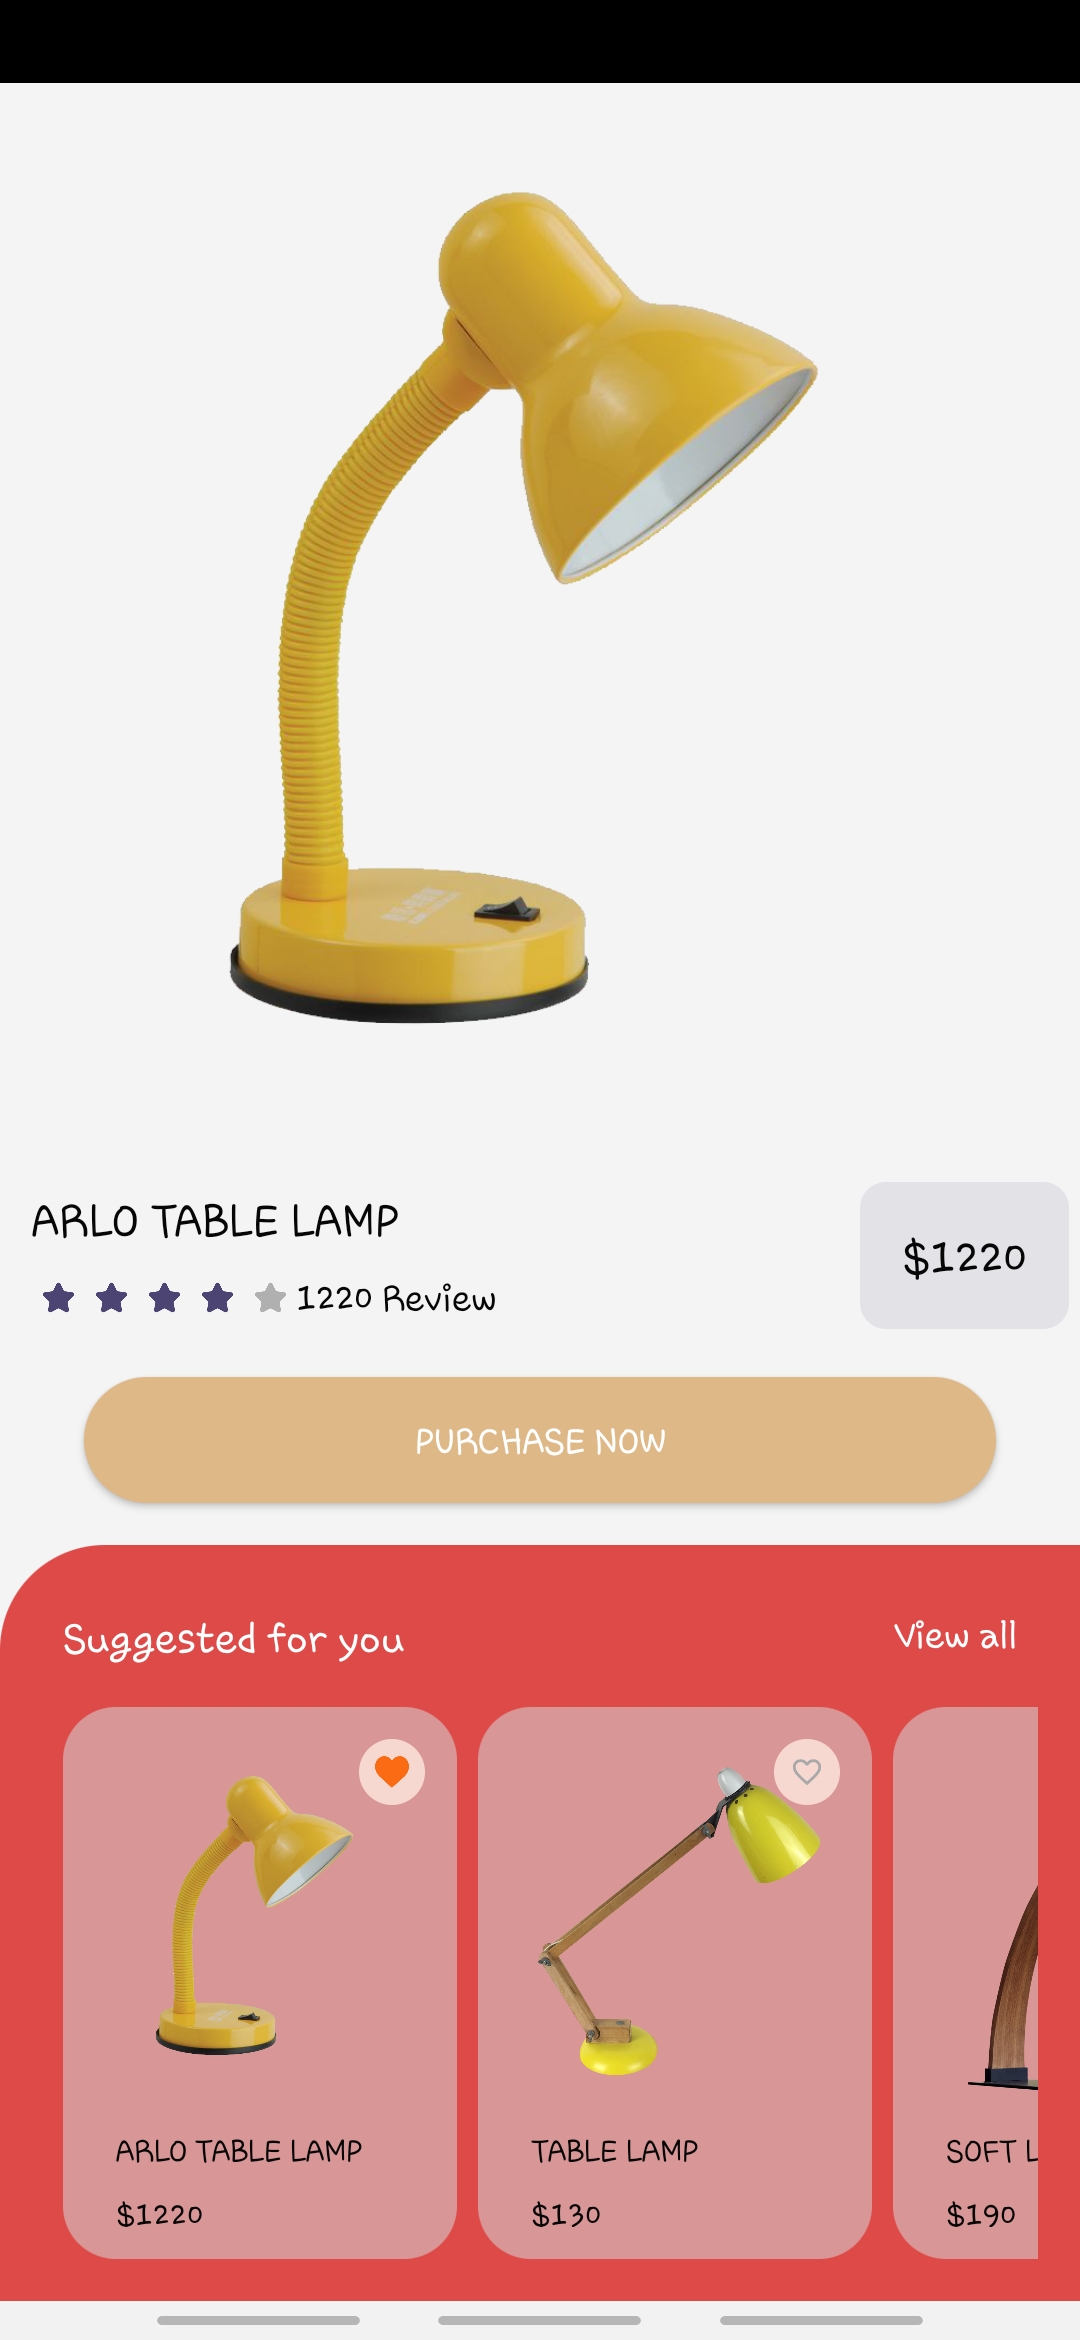 ARLO TABLE LAMP
$1220
1220 Review
PURCHASE NOW
Suggested for you
View all
ARLO TABLE LAMP
$1220
TABLE LAMP
$130
SOFT L
$190